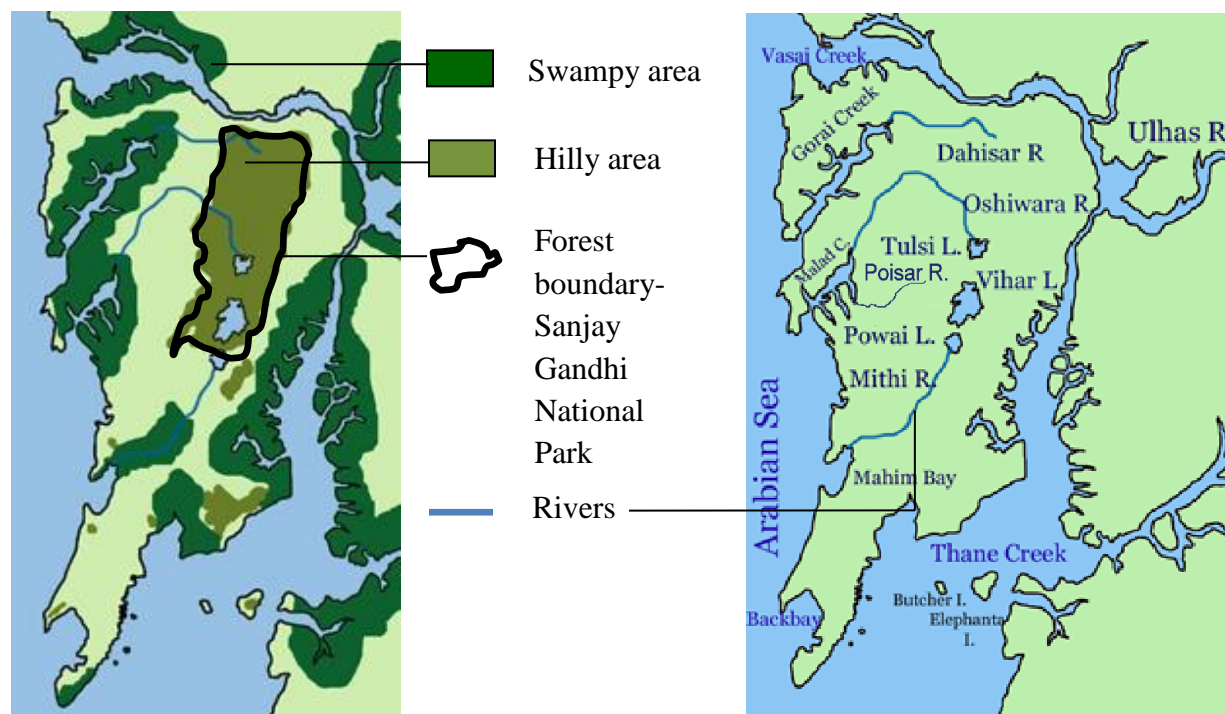 Swampy area
Hilly area
Forest
boundary-
Sanjay
Gandhi
National
Park
Rivers
Vasai Creek
Gorai Creek
Ulhas R
Dahisar R
Oshiwara R
Malad C.
Tulsi L.
Poisar R.
Vihar L
Powai L.
Mithi R.
Arabian Sea
Mahim Bay
Thane Creek
Butcher I.
Elephanta
I.
Backbay